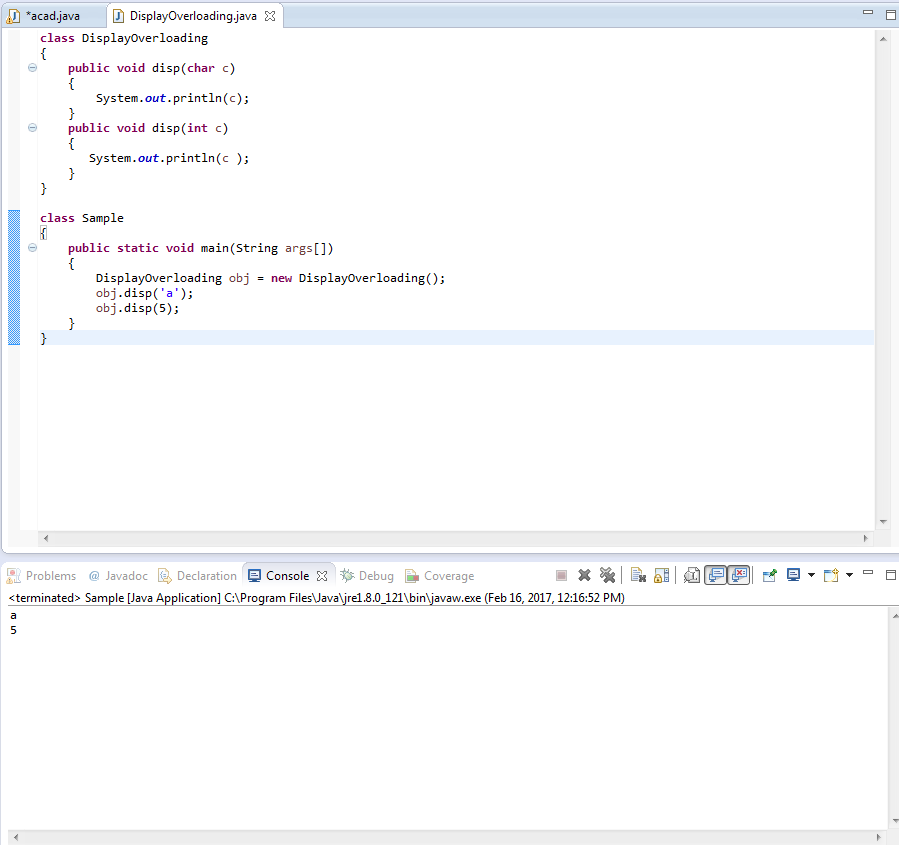 *acad.java DisplayOverloading.java
class DisplayOverloading
{
    public void disp(char c)
    {
        System.out.println(c);
    }
    public void disp(int c)
    {
       System.out.println(c );
    }
}
class Sample
{
    public static void main(String args[])
    {
        DisplayOverloading obj = new DisplayOverloading();
        obj.disp('a');
        obj.disp(5);
    }
}
Problems @ Javadoc Declaration Console Debug Coverage
<terminated> Sample [Java Application] C:\Program Files\Java\jre1.8.0_121\bin\javaw.exe (Feb 16, 2017, 12:16:52 PM)
a
5